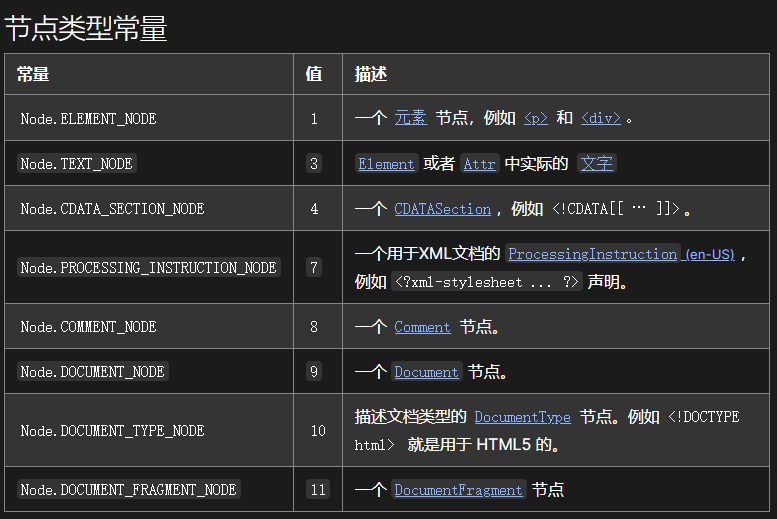 节点类型常量
常量 值 描述
Node.ELEMENT_NODE 1 一个 元素 节点，例如 <p> 和 <div>。
Node.TEXT_NODE 3 Element 或者 Attr 中实际的 文字
Node.CDATA_SECTION_NODE 4 一个 CDATASection，例如 <!CDATA[[ … ]]>。
Node.PROCESSING_INSTRUCTION_NODE 7 一个用于XML文档的 ProcessingInstruction (en-US) ，
例如 <?xml-stylesheet ... ?> 声明。
Node.COMMENT_NODE 8 一个 Comment 节点。
Node.DOCUMENT_NODE 9 一个 Document 节点。
Node.DOCUMENT_TYPE_NODE 10 描述文档类型的 DocumentType 节点。例如 <!DOCTYPE
html> 就是用于 HTML5 的。
Node.DOCUMENT_FRAGMENT_NODE 11 一个 DocumentFragment 节点